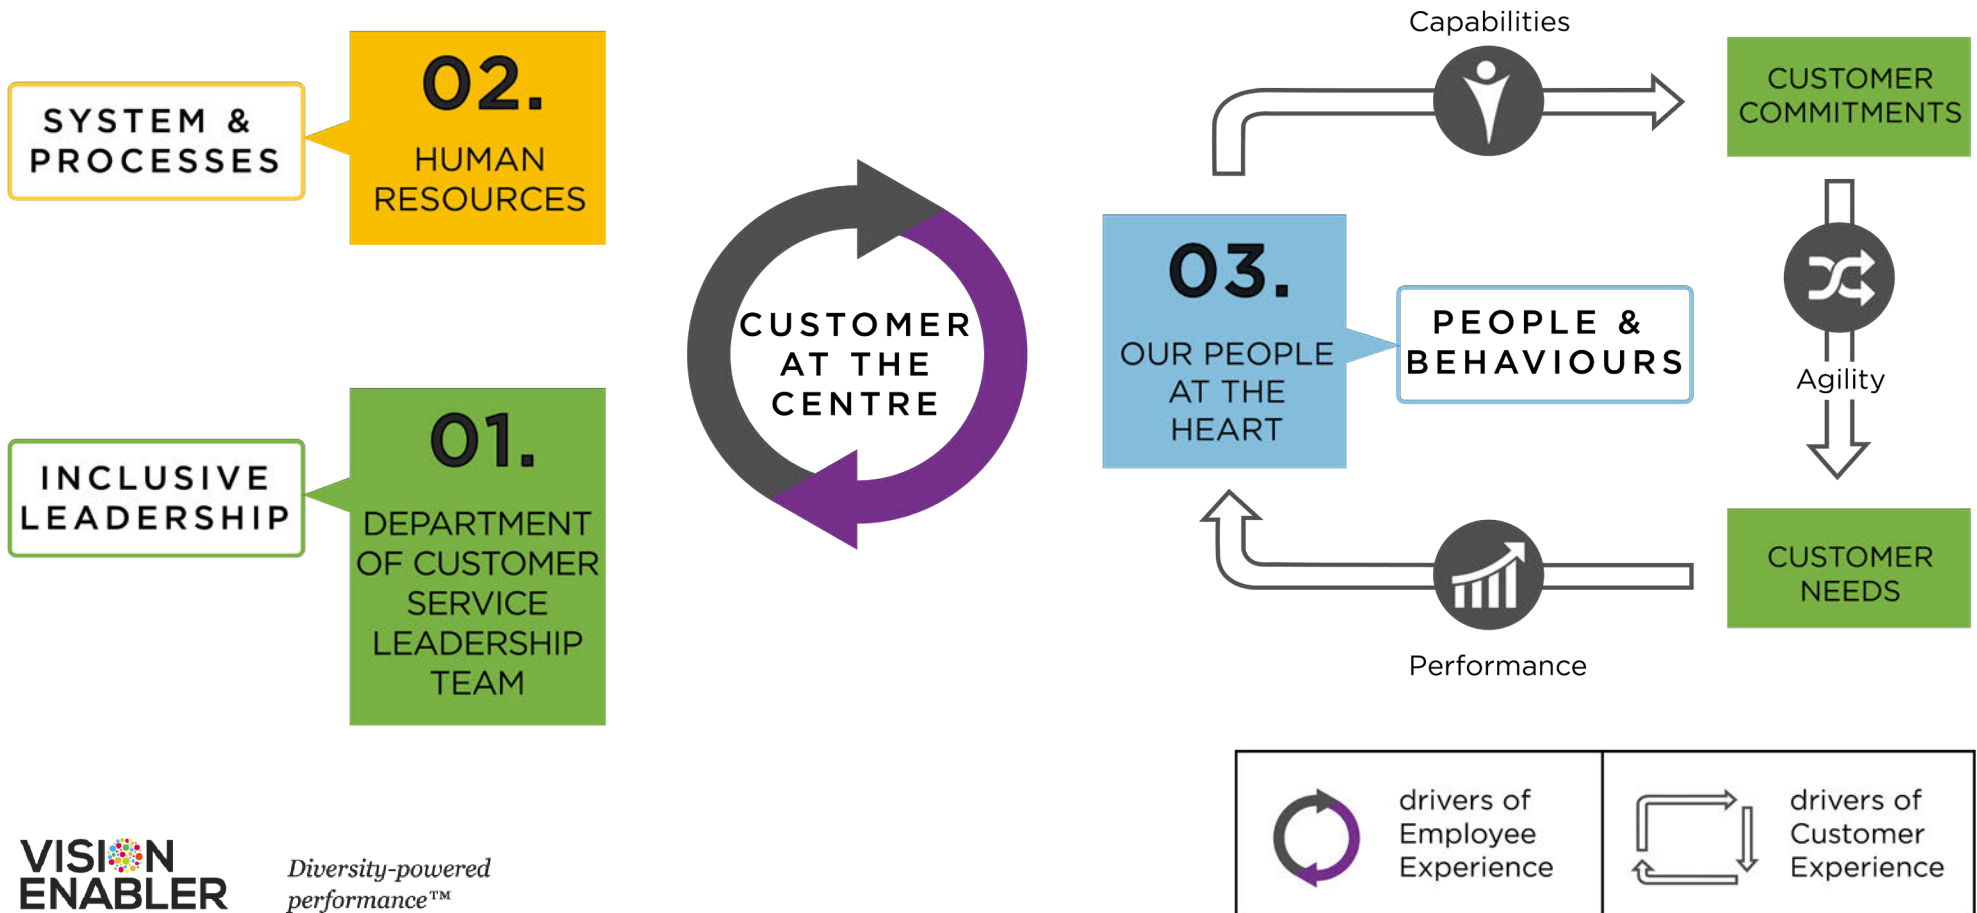 SYSTEM &
PROCESSES
02.
HUMAN
RESOURCES
INCLUSIVE
LEADERSHIP
01.
DEPARTMENT
OF CUSTOMER
SERVICE
LEADERSHIP
TEAM
CUSTOMER
AT THE
CENTRE
Capabilities
CUSTOMER
COMMITMENTS
03.
OUR PEOPLE
AT THE
HEART
PEOPLE &
BEHAVIOURS
Agility
CUSTOMER
NEEDS
Performance
drivers of
Employee
Experience
drivers of
Customer
Experience
VISION
ENABLER
Diversity-powered
performance™